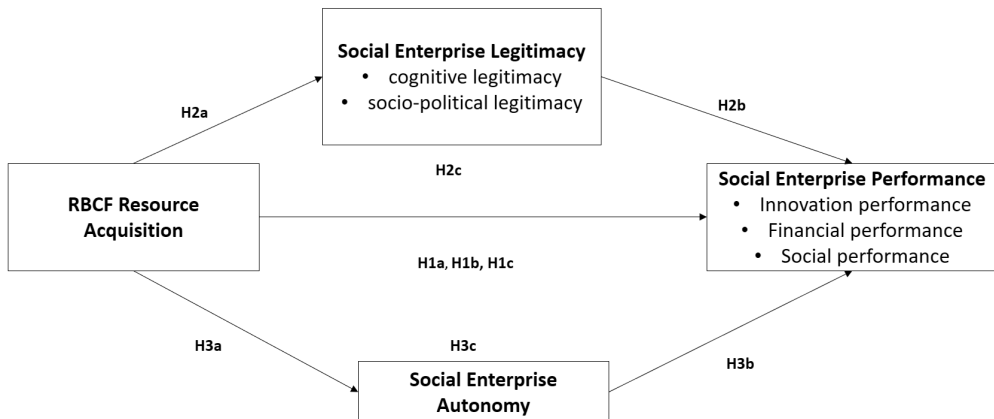 Social Enterprise Legitimacy
• cognitive legitimacy
• socio-political legitimacy
H2a
H2b
H2c
RBCF Resource
Acquisition
Social Enterprise Performance
• Innovation performance
• Financial performance
• Social performance
H1a, H1b, H1c
H3a
H3c
H3b
Social Enterprise
Autonomy